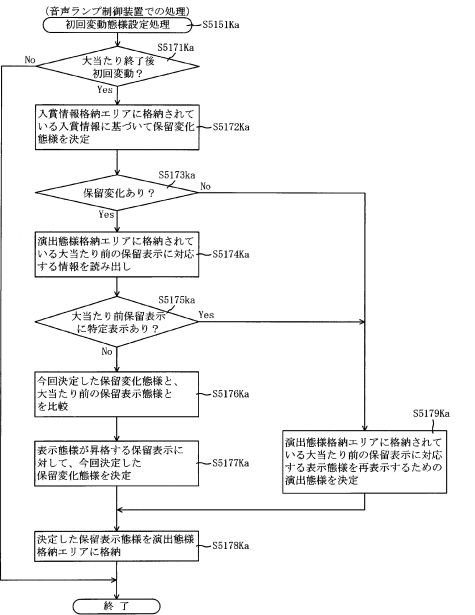 (音声ランプ制御装置での処理)
初回変動態様設定処理
S5151Ka
S5171Ka
大当たり終了後
初回変動？
No
Yes
入賞情報格納エリアに格納されて
いる入賞情報に基づいて保留変化
態様を決定
S5172Ka
S5173ka
保留変化あり？
No
Yes
演出態様格納エリアに格納されて
いる大当たり前の保留表示に対応
する情報を読み出し
S5174Ka
S5175ka
大当たり前保留表示
に特定表示あり？
Yes
No
今回決定した保留変化態様と、
大当たり前の保留表示態様と
を比較
S5176Ka
表示態様が昇格する保留表示に
対して、今回決定した
保留変化態様を決定
S5177Ka
S5179Ka
演出態様格納エリアに格納されて
いる大当たり前の保留表示に対応
する表示態様を再表示するための
演出態様を決定
決定した保留表示態様を演出態様
格納エリアに格納
S5178Ka
終了